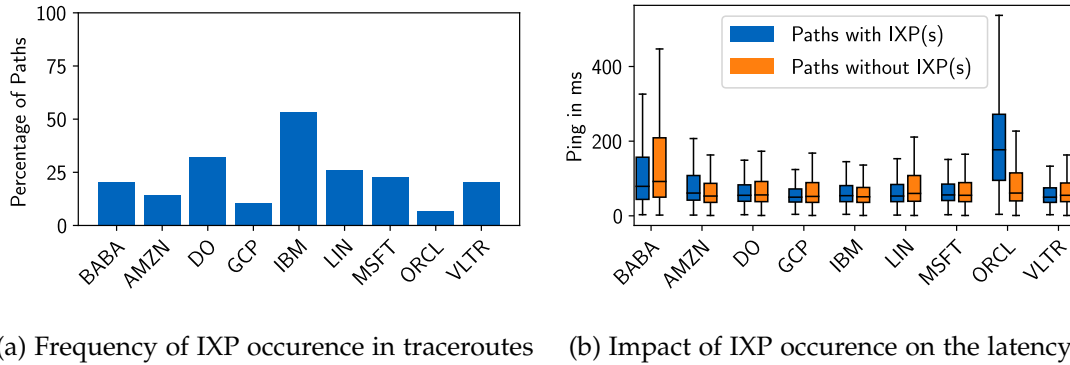 100
75
50
25
0
Percentage of Paths
BABA
AMZN
DO
GCP
IBM
LIN
MSFT
ORCL
VLTR
(a) Frequency of IXP occurence in traceroutes
Paths with IXP(s)
Paths without IXP(s)
400
200
0
Ping in ms
BABA
AMZN
DO
GCP
IBM
LIN
MSFT
ORCL
VLTR
(b) Impact of IXP occurence on the latency